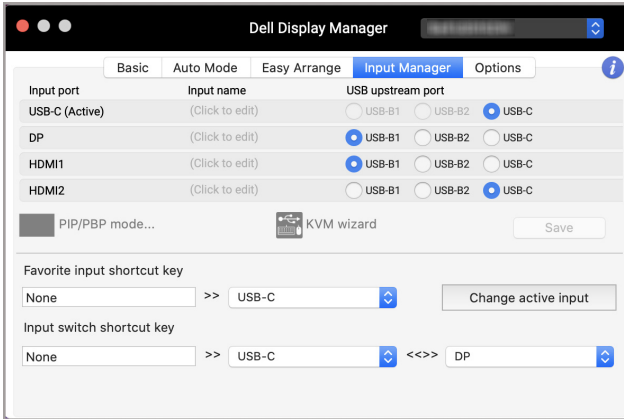 Dell Display Manager
Basic Auto Mode Easy Arrange Input Manager Options i
Input port Input name USB upstream port
USB-C (Active) (Click to edit) USB-B1 USB-B2 USB-C
DP (Click to edit) USB-B1 USB-B2 USB-C
HDMI1 (Click to edit) USB-B1 USB-B2 USB-C
HDMI2 (Click to edit) USB-B1 USB-B2 USB-C
PIP/PBP mode... KVM wizard Save
Favorite input shortcut key
None >> USB-C Change active input
Input switch shortcut key
None >> USB-C <<>> DP